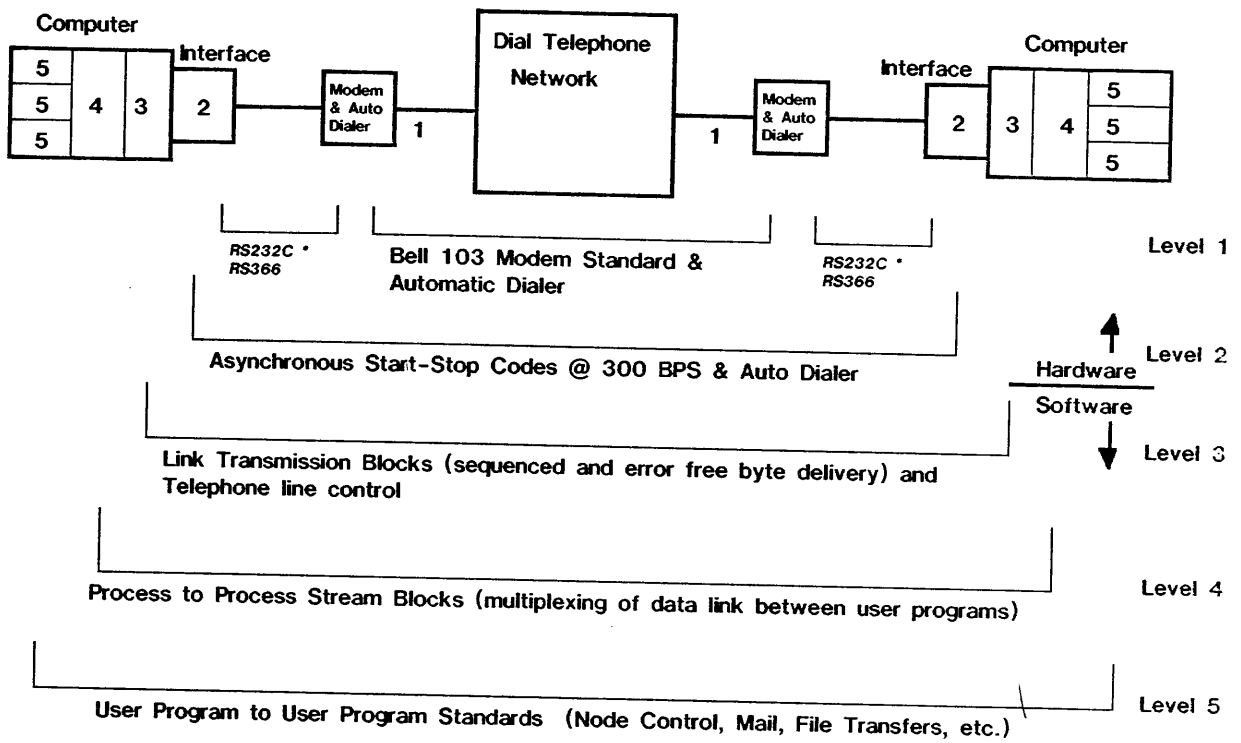 Computer
Interface
5
5
5
4
3
2
Modem
& Auto
Dialer
1
Dial Telephone
Network
1
Modem
& Auto
Dialer
Computer
Interface
2
3
4
5
5
5
RS232C *
RS366
Bell 103 Modem Standard &
Automatic Dialer
RS232C *
RS366
Level 1
Asynchronous Start-Stop Codes @ 300 BPS & Auto Dialer
Hardware
Software
Level 2
Link Transmission Blocks (sequenced and error free byte delivery) and
Telephone line control
Level 3
Process to Process Stream Blocks (multiplexing of data link between user programs)
Level 4
User Program to User Program Standards (Node Control, Mail, File Transfers, etc.)
Level 5